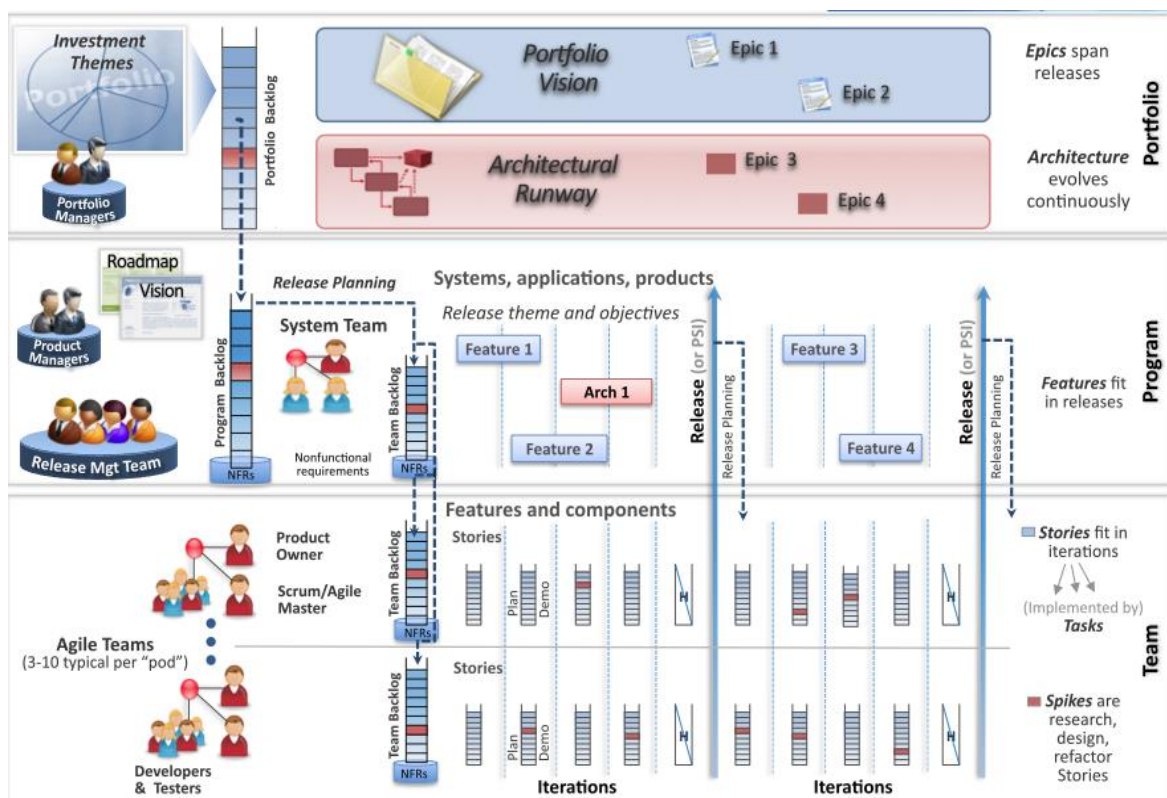 Investment
Themes
Portfolio
Portfolio
Managers
Portfolio Backlog
Portfolio
Vision
Epic 1
Epic 2
Epics span
releases
Architectural
Runway
Epic 3
Epic 4
Architecture
evolves
continuously
Portfolio
Roadmap
Vision
Product
Managers
Release Mgt Team
Program Backlog
NFRs
Release Planning
System Team
Nonfunctional
requirements
Team Backlog
NFRs
Systems, applications, products
Release theme and objectives
Feature 1
Arch 1
Feature 2
Release (or PSI)
Release Planning
Feature 3
Feature 4
Release (or PSI)
Release Planning
Features fit
in releases
Program
Features and components
Product
Owner
Scrum/Agile
Master
Agile Teams
(3-10 typical per “pod”)
Developers
& Testers
Team Backlog
NFRs
Stories
Plan
Demo
H
H
Team Backlog
NFRs
Stories
Plan
Demo
H
H
Iterations
Iterations
Stories fit in
iterations
(Implemented by)
Tasks
Spikes are
research,
design,
refactor
Stories
Team